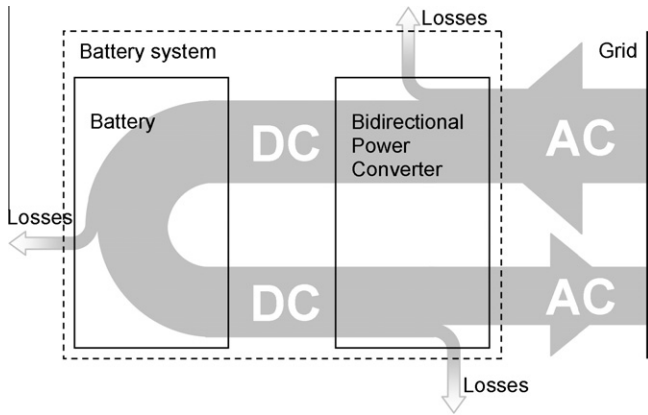 Losses
Battery system
Grid
Battery
Bidirectional
Power
Converter
DC
AC
Losses
DC
AC
Losses